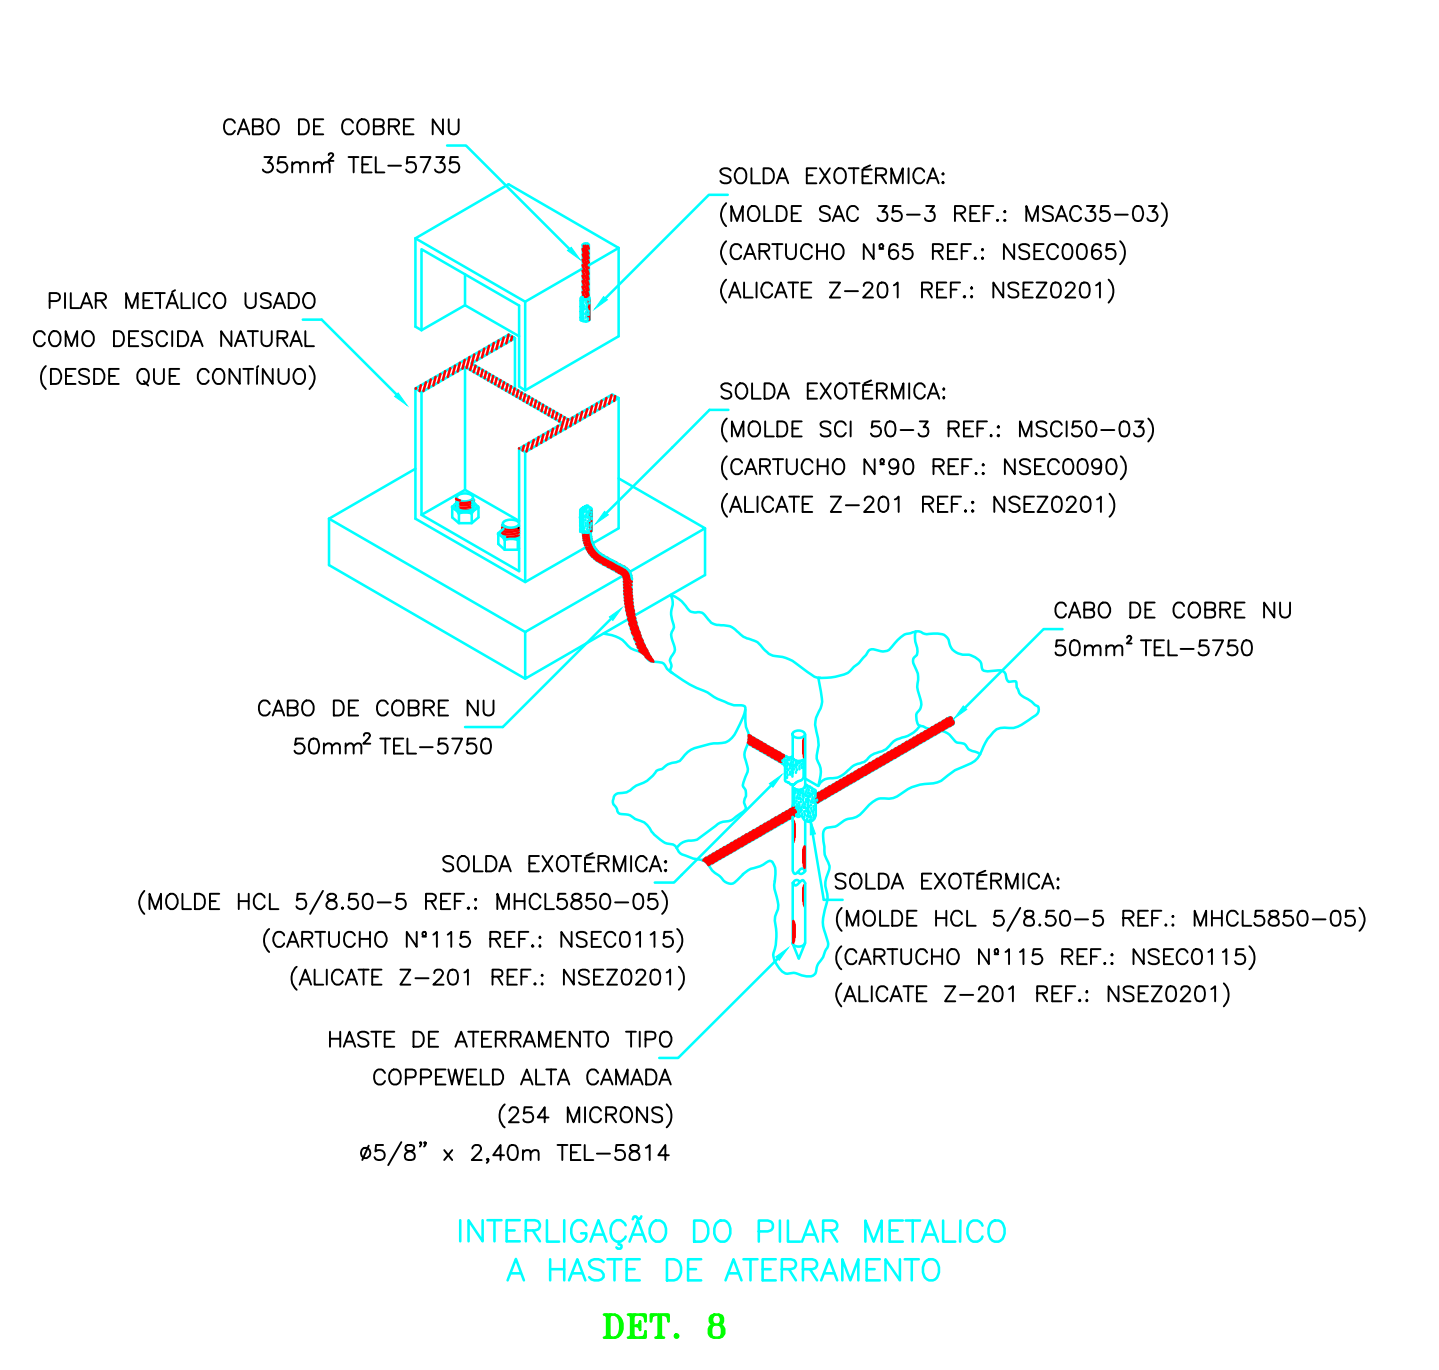 CABO DE COBRE NU
35mm² TEL-5735
SOLDA EXOTÉRMICA:
(MOLDE SAC 35-3 REF.: MSAC35-03)
(CARTUCHO Nº65 REF.: NSEC0065)
(ALICATE Z-201 REF.: NSEZ0201)
PILAR METÁLICO USADO
COMO DESCIDA NATURAL
(DESDE QUE CONTÍNUO)
SOLDA EXOTÉRMICA:
(MOLDE SCI 50-3 REF.: MSCI50-03)
(CARTUCHO Nº90 REF.: NSEC0090)
(ALICATE Z-201 REF.: NSEZ0201)
CABO DE COBRE NU
50mm² TEL-5750
CABO DE COBRE NU
50mm² TEL-5750
SOLDA EXOTÉRMICA:
(MOLDE HCL 5/8.50-5 REF.: MHCL5850-05)
(CARTUCHO Nº115 REF.: NSEC0115)
(ALICATE Z-201 REF.: NSEZ0201)
SOLDA EXOTÉRMICA:
(MOLDE HCL 5/8.50-5 REF.: MHCL5850-05)
(CARTUCHO Nº115 REF.: NSEC0115)
(ALICATE Z-201 REF.: NSEZ0201)
HASTE DE ATERRAMENTO TIPO
COPPEWELD ALTA CAMADA
(254 MICRONS)
ø5/8" x 2,40m TEL-5814
INTERLIGAÇÃO DO PILAR METALICO
A HASTE DE ATERRAMENTO
DET. 8